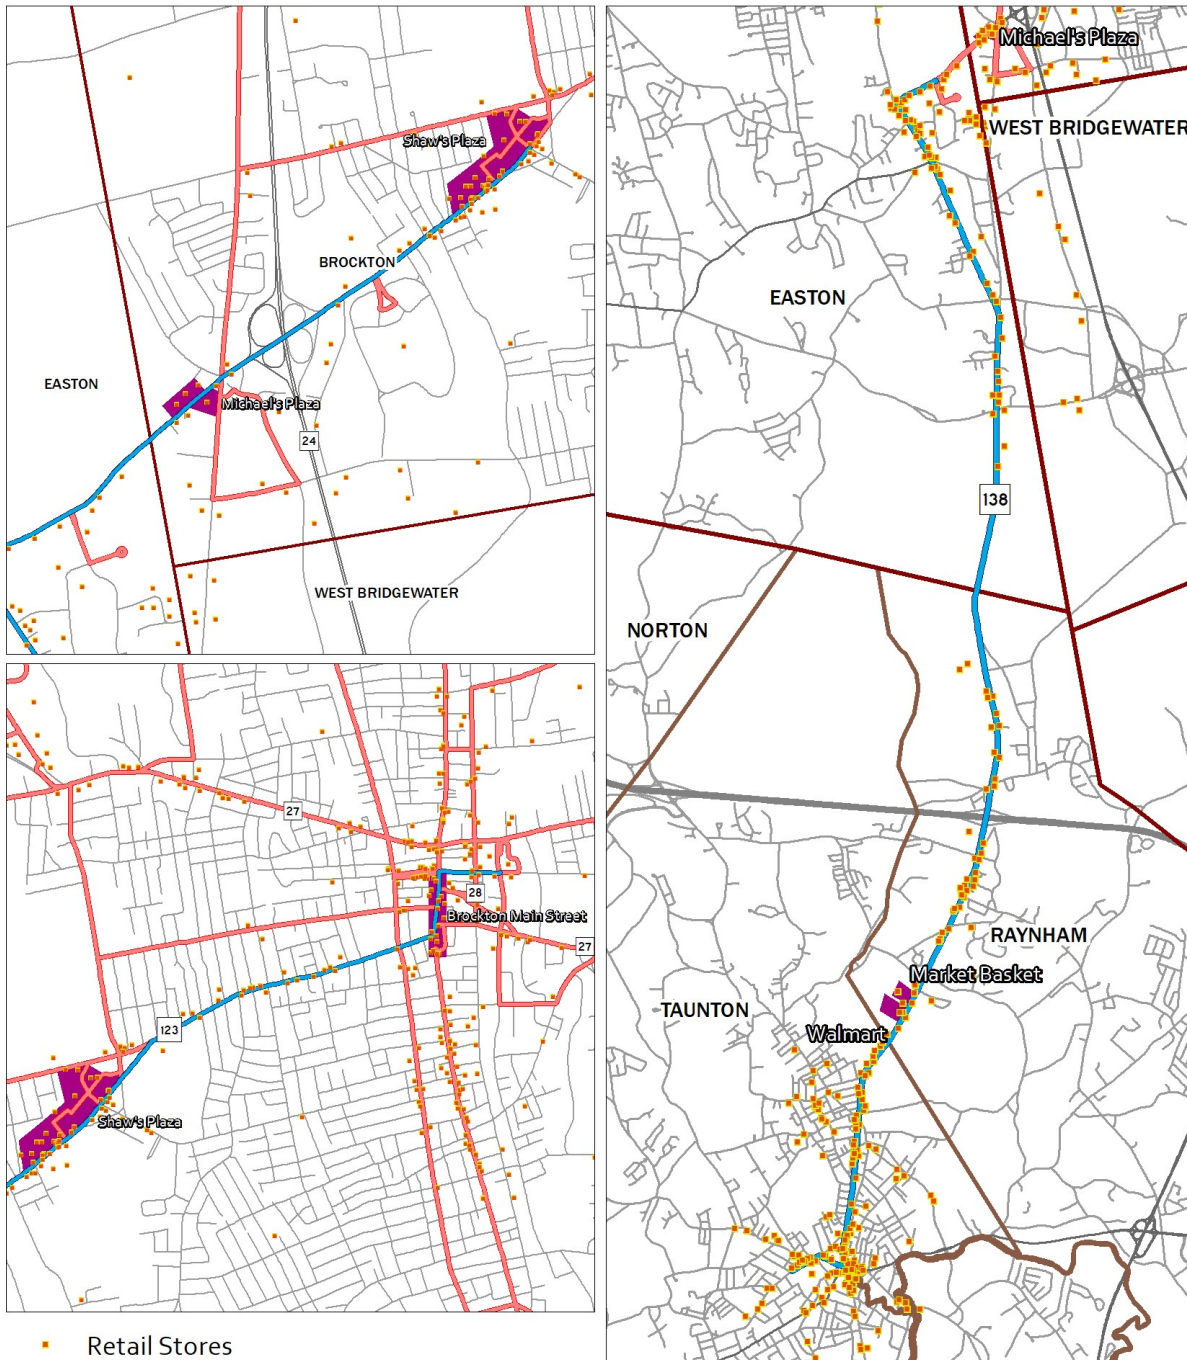 Shaw's Plaza
BROCKTON
EASTON
Michael's Plaza
24
WEST BRIDGEWATER
27
28
Brockton Main Street
27
123
Shaw's Plaza
Retail Stores
Michael's Plaza
WEST BRIDGEWATER
EASTON
138
NORTON
RAYNHAM
Market Basket
TAUNTON
Walmart